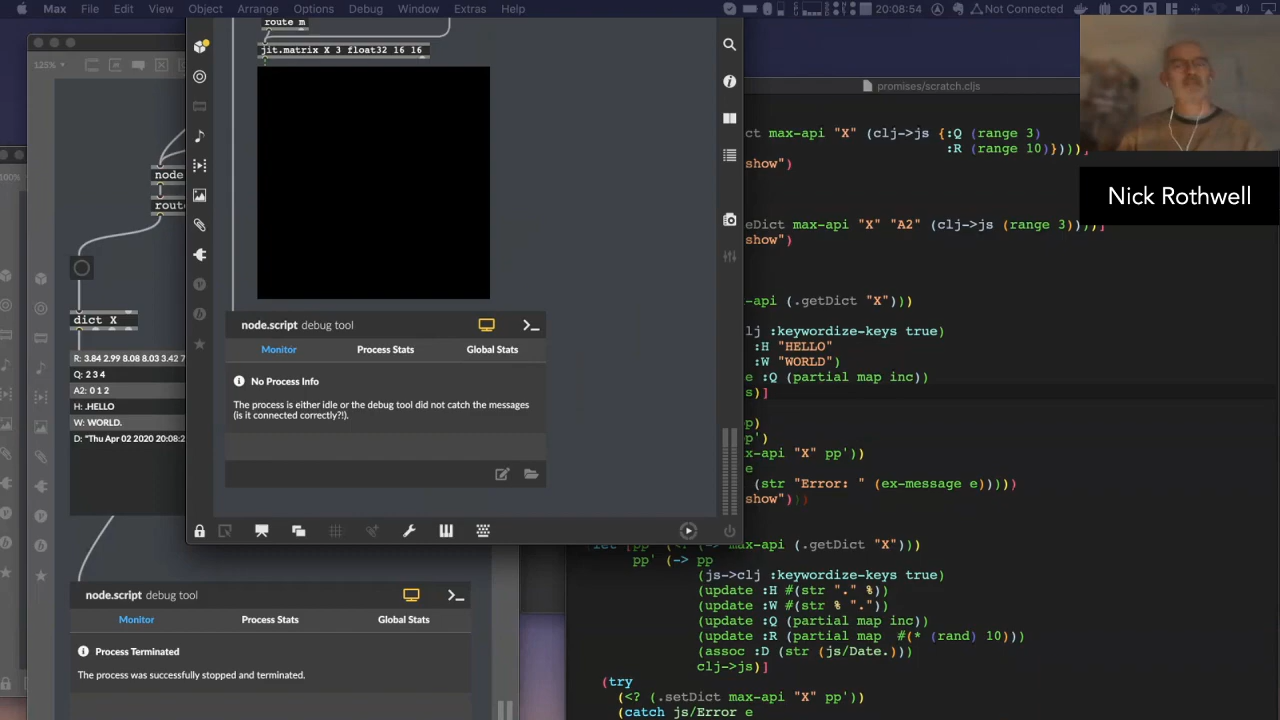 Max File Edit View Object Arrange Options Debug Window Extras Help
20:08:54
Not Connected
125%
100%
route m
jit.matrix X 3 float32 16 16
node
route
dict X
R: 3.84 2.99 8.08 8.03 3.42 7
Q: 2 3 4
A2: 0 1 2
H: .HELLO
W: WORLD.
D: "Thu Apr 02 2020 20:08:2
node.script debug tool
Monitor Process Stats Global Stats
No Process Info
The process is either idle or the debug tool did not catch the messages
(is it connected correctly?!).
node.script debug tool
Monitor Process Stats Global Stats
Process Terminated
The process was successfully stopped and terminated.
promises/scratch.cljs
ct max-api "X" (clj->js {:Q (range 3)
:R (range 10)})))]
how")
eDict max-api "X" "A2" (clj->js (range 3))))]
show")
-api (.getDict "X")))
lj :keywordize-keys true)
:H "HELLO"
:W "WORLD")
e :Q (partial map inc))
s)]
p)
p')
x-api "X" pp'))
e
(str "Error: " (ex-message e)))))
show")))
(let [pp (<? (-> max-api (.getDict "X")))
pp' (-> pp
(js->clj :keywordize-keys true)
(update :H #(str "." %))
(update :W #(str % "."))
(update :Q (partial map inc))
(update :R (partial map #(* (rand) 10)))
(assoc :D (str (js/Date.)))
clj->js)]
(try
(<? (.setDict max-api "X" pp'))
(catch js/Error e
Nick Rothwell